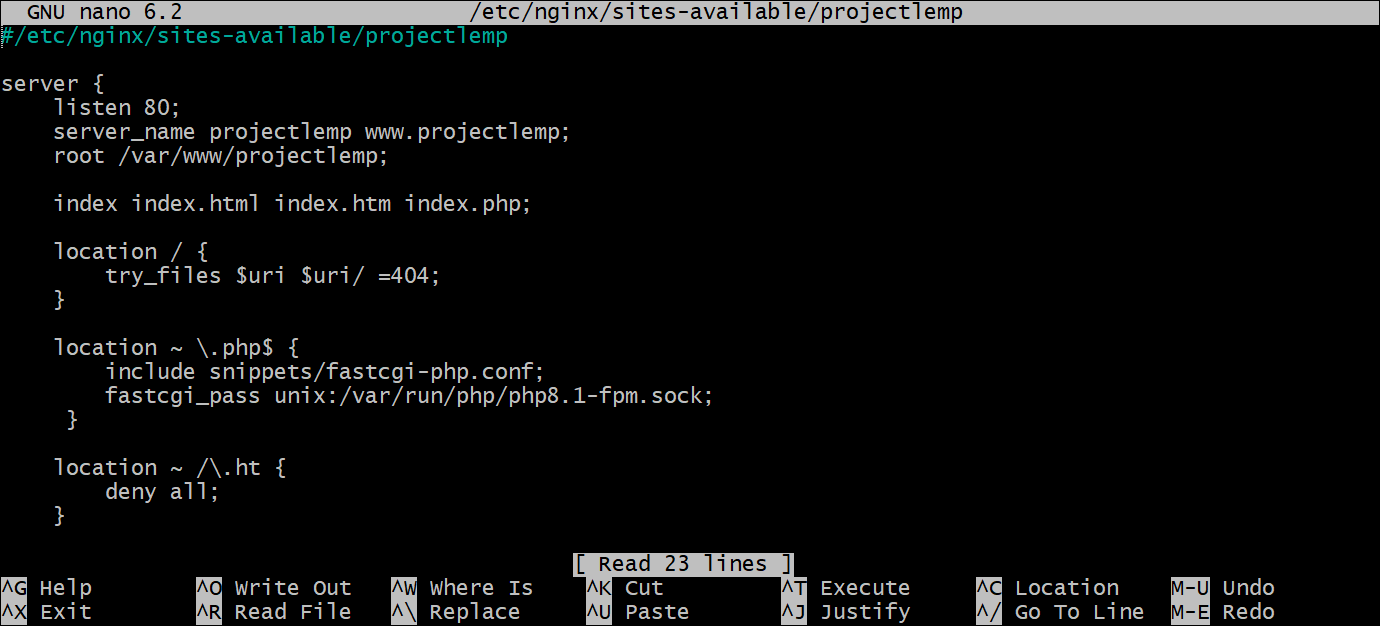 GNU nano 6.2 /etc/nginx/sites-available/projectlemp
#/etc/nginx/sites-available/projectlemp
server {
    listen 80;
    server_name projectlemp www.projectlemp;
    root /var/www/projectlemp;
    index index.html index.htm index.php;
    location / {
        try_files $uri $uri/ =404;
    }
    location ~ \.php$ {
        include snippets/fastcgi-php.conf;
        fastcgi_pass unix:/var/run/php/php8.1-fpm.sock;
     }
    location ~ /\.ht {
        deny all;
    }
[ Read 23 lines ]
^G Help ^O Write Out ^W Where Is ^K Cut ^T Execute ^C Location M-U Undo
^X Exit ^R Read File ^\ Replace ^U Paste ^J Justify ^/ Go To Line M-E Redo